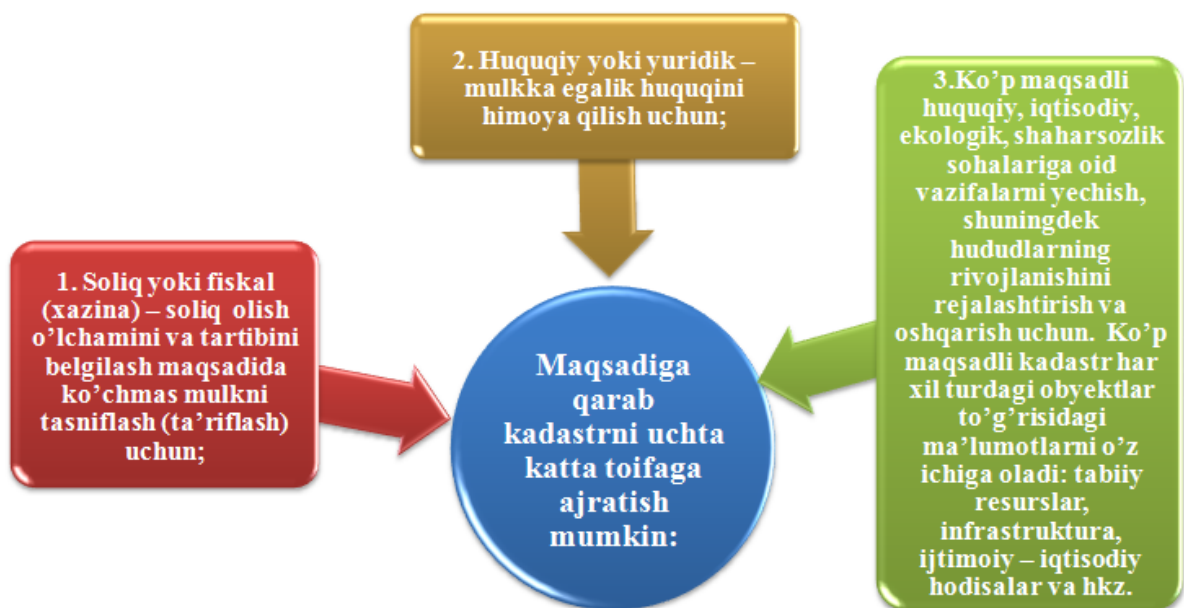 1. Soliq yoki fiskal
(xazina) – soliq olish
o’lchamini va tartibini
belgilash maqsadida
ko’chmas mulkni
tasniflash (ta’riflash)
uchun;
2. Huquqiy yoki yuridik –
mulkka egalik huquqini
himoya qilish uchun;
3.Ko’p maqsadli
huquqiy, iqtisodiy,
ekologik, shaharsozlik
sohalariga oid
vazifalarni yechish,
shuningdek
hududlarning
rivojlanishini
rejalashtirish va
oshqarish uchun. Ko’p
maqsadli kadastr har
xil turdagi obyektlar
to’g’risidagi
ma’lumotlarni o’z
ichiga oladi: tabiiy
resurslar,
infrastruktura,
ijtimoiy – iqtisodiy
hodisalar va hkz.
Maqsadiga
qarab
kadastrni uchta
katta toifaga
ajratish
mumkin: